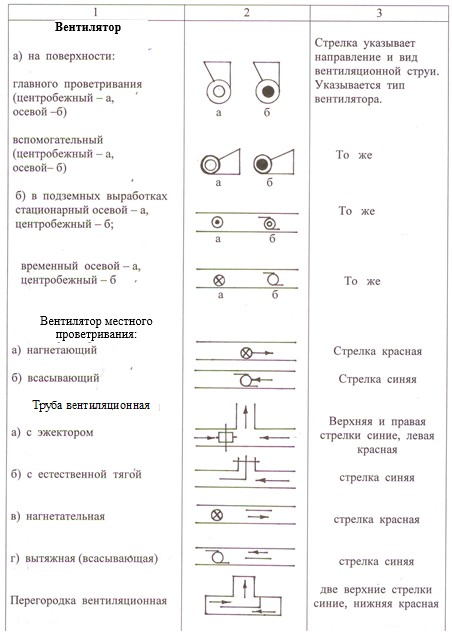 1 2 3
Вентилятор
а) на поверхности:
главного проветривания
(центробежный – а,
осевой –б)
а б
Стрелка указывает
направление и вид
вентиляционной струи.
Указывается тип
вентилятора.
вспомогательный
(центробежный – а,
осевой– б)
а б
То же
б) в подземных выработках
стационарный осевой – а,
центробежный – б;
а б
То же
временный осевой – а,
центробежный – б
а б
То же
Вентилятор местного
проветривания:
а) нагнетающий
Стрелка красная
б) всасывающий
Стрелка синяя
Труба вентиляционная
а) с эжектором
Верхняя и правая
стрелки синие, левая
красная
б) с естественной тягой
стрелка синяя
в) нагнетательная
стрелка красная
г) вытяжная (всасывающая)
стрелка синяя
Перегородка вентиляционная
две верхние стрелки
синие, нижняя красная